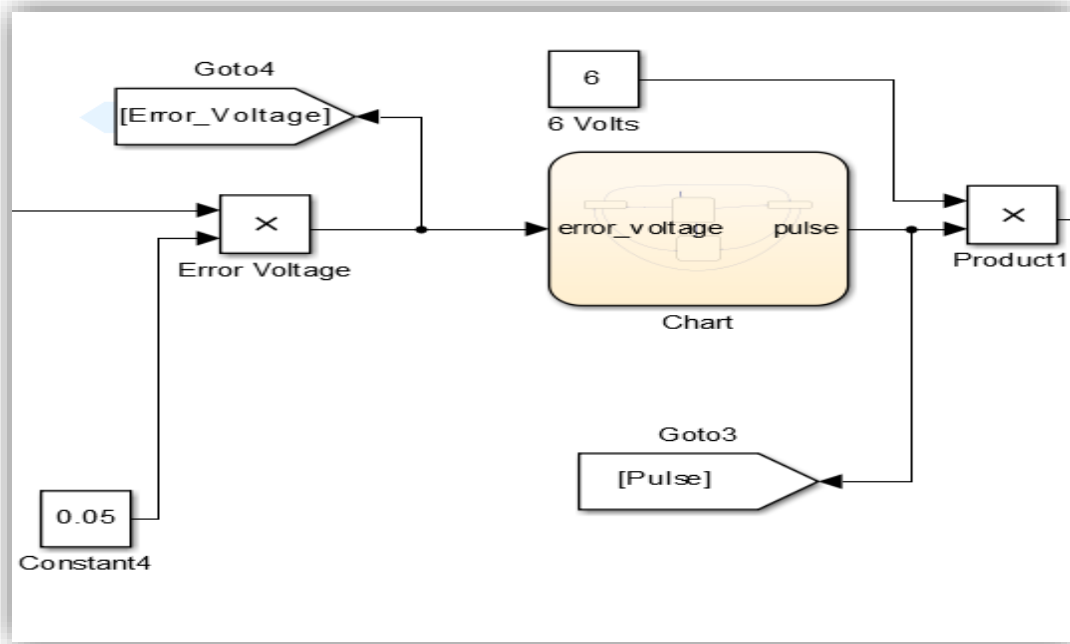 Goto4
[Error_Voltage]
6
6 Volts
×
Error Voltage
error_voltage
pulse
Chart
×
Product1
Goto3
[Pulse]
0.05
Constant4